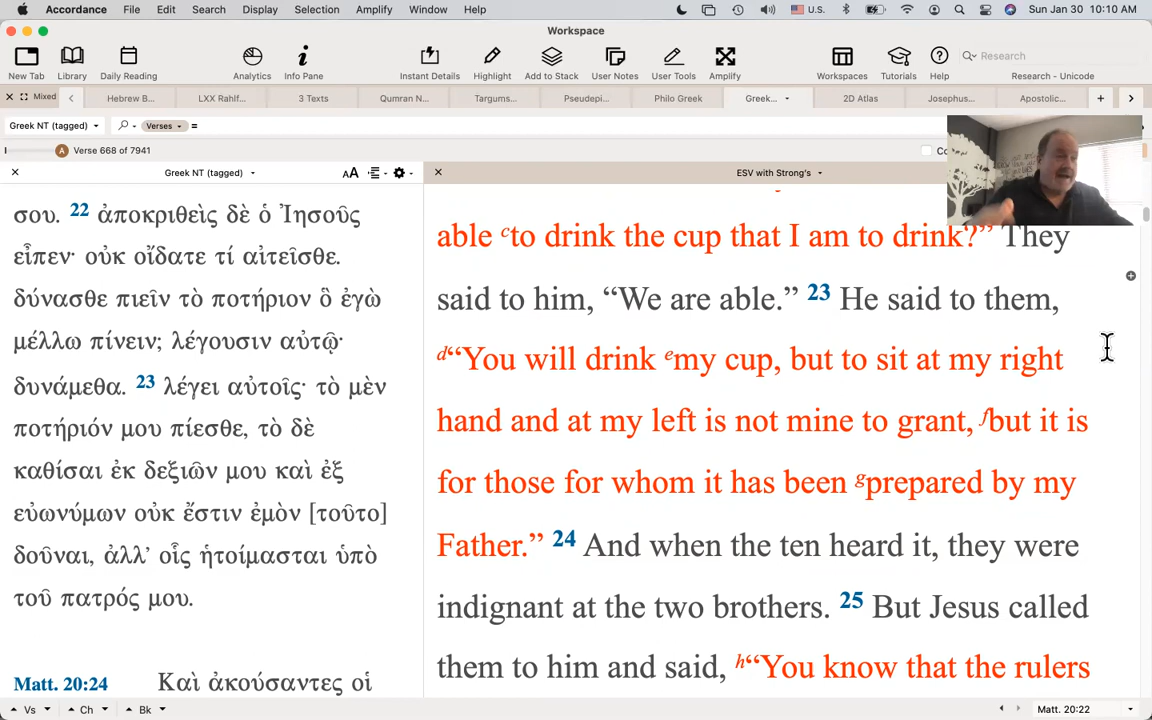 Accordance File Edit Search Display Selection Amplify Window Help U.S. Sun Jan 30 10:10 AM
Workspace
New Tab Library Daily Reading Analytics Info Pane Instant Details Highlight Add to Stack User Notes User Tools Amplify Workspaces Tutorials Help Research - Unicode
Research
Mixed Hebrew B... LXX Rahlf... 3 Texts Qumran N... Targums... Pseudepi... Philo Greek Greek... 2D Atlas Josephus... Apostolic...
Greek NT (tagged) Verses =
A Verse 668 of 7941
Greek NT (tagged) AA ESV with Strong's
σου. 22 ἀποκριθεὶς δὲ ὁ Ἰησοῦς
εἶπεν· οὐκ οἴδατε τί αἰτεῖσθε.
δύνασθε πιεῖν τὸ ποτήριον ὃ ἐγὼ
μέλλω πίνειν; λέγουσιν αὐτῷ·
δυνάμεθα. 23 λέγει αὐτοῖς· τὸ μὲν
ποτήριόν μου πίεσθε, τὸ δὲ
καθίσαι ἐκ δεξιῶν μου καὶ ἐξ
εὐωνύμων οὐκ ἔστιν ἐμὸν [τοῦτο]
δοῦναι, ἀλλ’ οἷς ἡτοίμασται ὑπὸ
τοῦ πατρός μου.
Matt. 20:24 Καὶ ἀκούσαντες οἱ
able cto drink the cup that I am to drink?” They
said to him, “We are able.” 23 He said to them,
d“You will drink emy cup, but to sit at my right
hand and at my left is not mine to grant, fbut it is
for those for whom it has been gprepared by my
Father.” 24 And when the ten heard it, they were
indignant at the two brothers. 25 But Jesus called
them to him and said, h“You know that the rulers
Vs Ch Bk Matt. 20:22